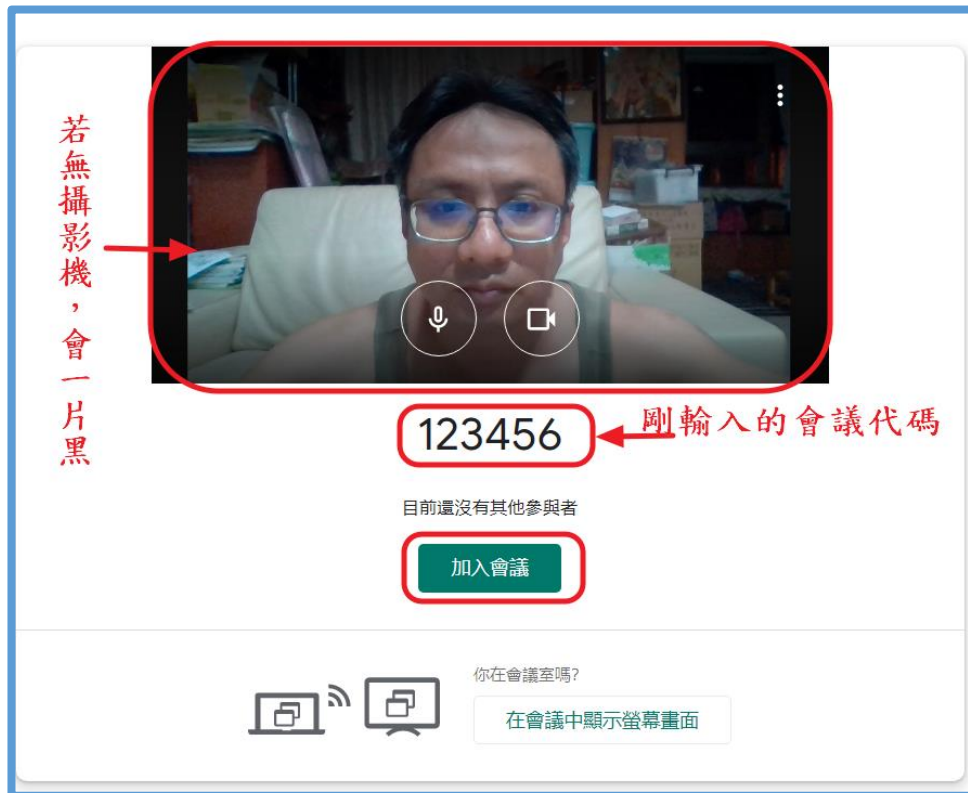 若無攝影機，會一片黑
123456
剛輸入的會議代碼
目前還沒有其他參與者
加入會議
你在會議室嗎?
在會議中顯示螢幕畫面